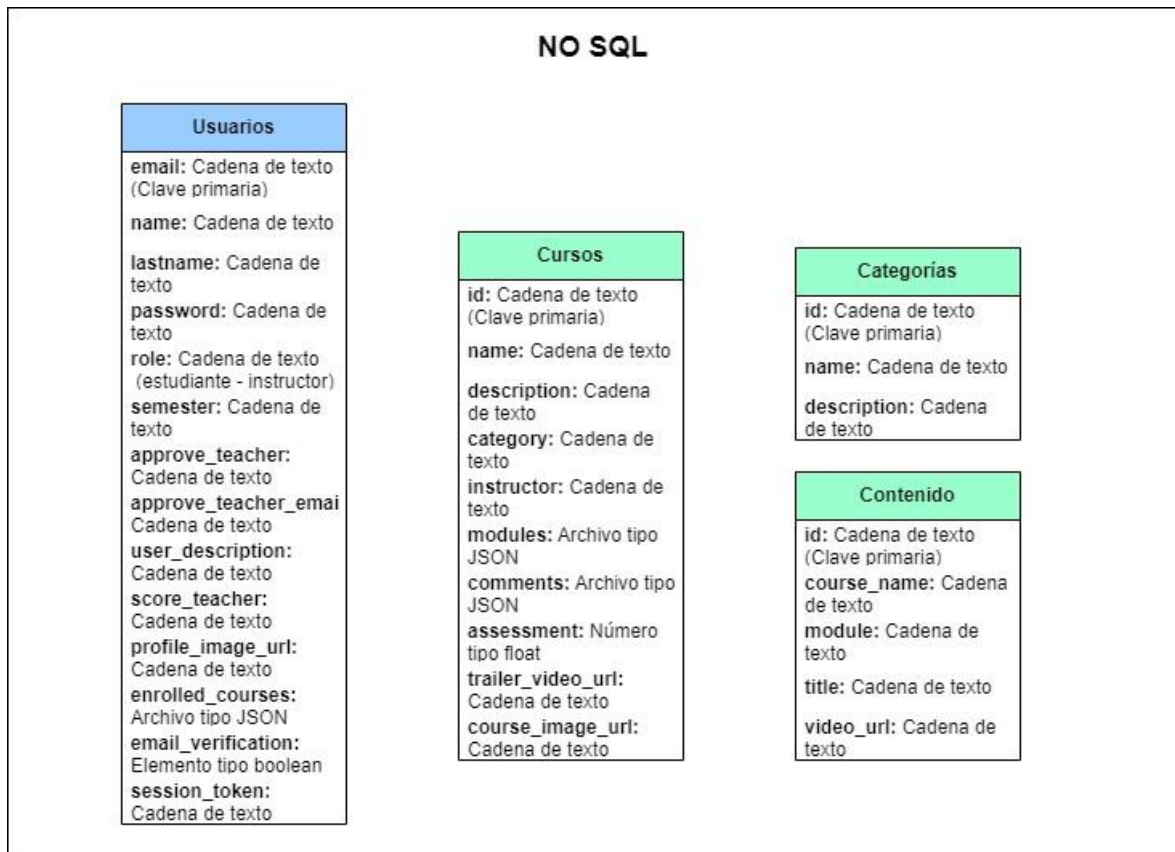 NO SQL
Usuarios
email: Cadena de texto
(Clave primaria)
name: Cadena de texto
lastname: Cadena de
texto
password: Cadena de
texto
role: Cadena de texto
(estudiante - instructor)
semester: Cadena de
texto
approve_teacher:
Cadena de texto
approve_teacher_emai
Cadena de texto
user_description:
Cadena de texto
score_teacher:
Cadena de texto
profile_image_url:
Cadena de texto
enrolled_courses:
Archivo tipo JSON
email_verification:
Elemento tipo boolean
session_token:
Cadena de texto
Cursos
id: Cadena de texto
(Clave primaria)
name: Cadena de texto
description: Cadena
de texto
category: Cadena de
texto
instructor: Cadena de
texto
modules: Archivo tipo
JSON
comments: Archivo tipo
JSON
assessment: Número
tipo float
trailer_video_url:
Cadena de texto
course_image_url:
Cadena de texto
Categorías
id: Cadena de texto
(Clave primaria)
name: Cadena de texto
description: Cadena
de texto
Contenido
id: Cadena de texto
(Clave primaria)
course_name: Cadena
de texto
module: Cadena de
texto
title: Cadena de texto
video_url: Cadena de
texto